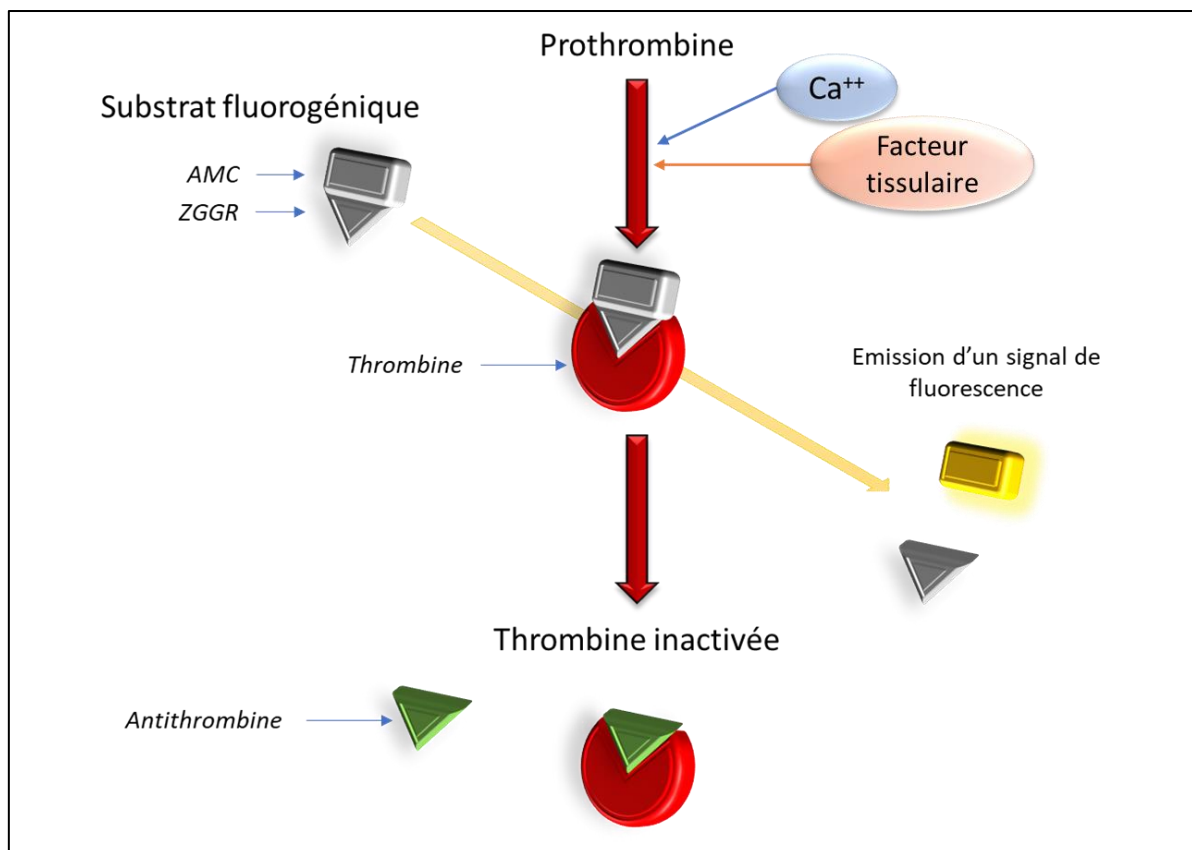 Prothrombine
Ca⁺⁺
Substrat fluorogénique
Facteur
tissulaire
AMC
ZGGR
Thrombine
Emission d’un signal de
fluorescence
Thrombine inactivée
Antithrombine